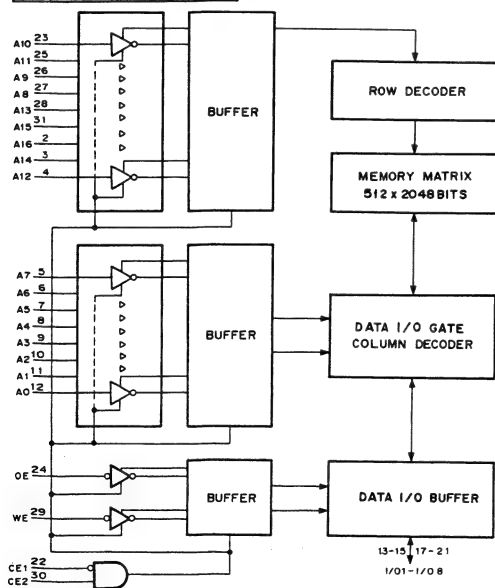 A10 23
A11 25
A9 26
A8 27
A13 28
A15 31
A16 2
A14 3
A12 4
BUFFER
ROW DECODER
MEMORY MATRIX
512 x 2048 BITS
A7 5
A6 6
A5 7
A4 8
A3 9
A2 10
A1 11
A0 12
BUFFER
DATA I/O GATE
COLUMN DECODER
OE 24
WE 29
BUFFER
DATA I/O BUFFER
CE1 22
CE2 30
13-15 17-21
I/O1-I/O8